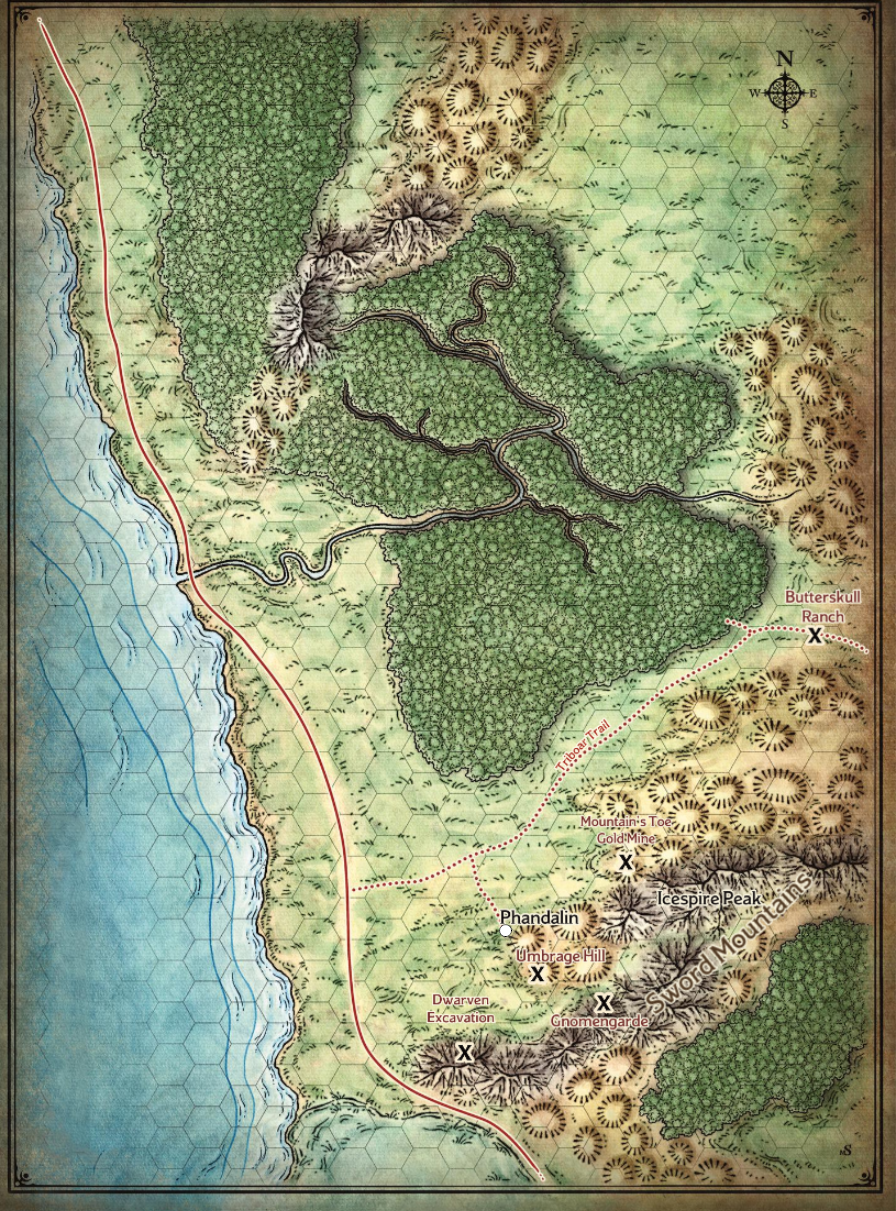 N
W E
S
Butterskull
Ranch
Triboar Trail
Mountain's Toe
Gold Mine
Icespire Peak
Sword Mountains
Phandalin
Umbrage Hill
Gnomengarde
Dwarven
Excavation